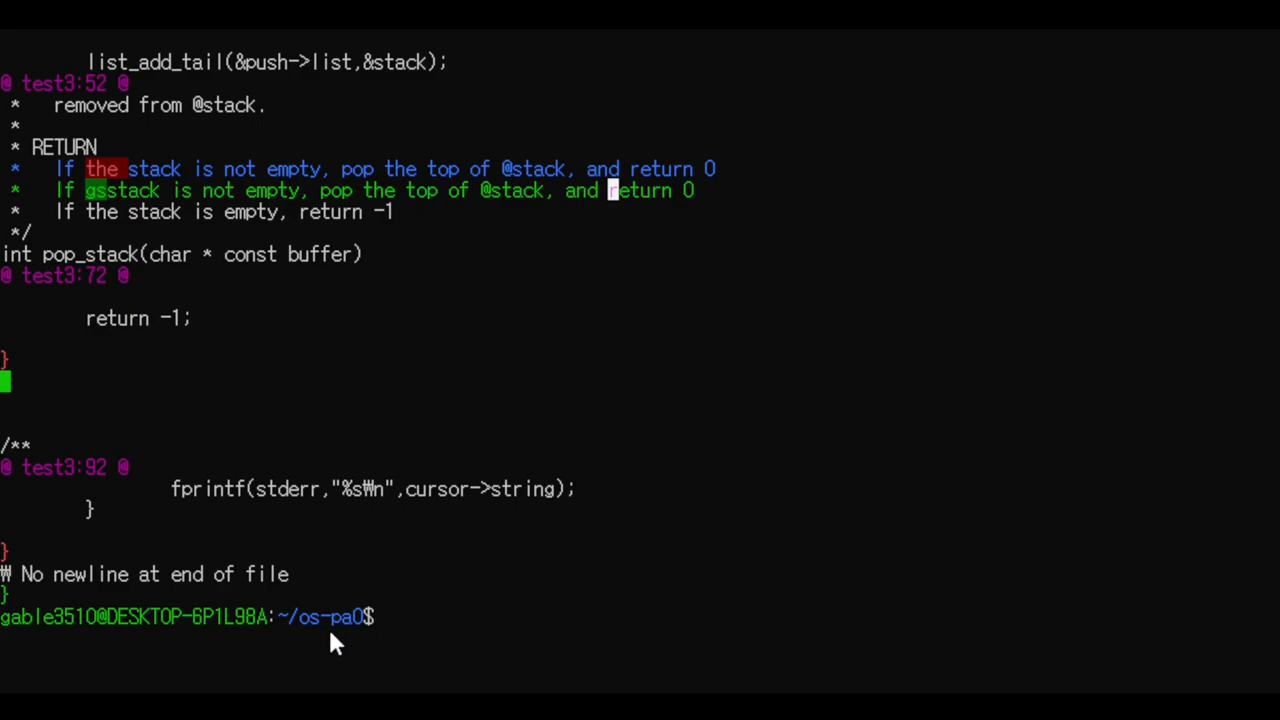 list_add_tail(&push->list,&stack);
@ test3:52 @
*   removed from @stack.
*
* RETURN
*   If the stack is not empty, pop the top of @stack, and return 0
*   If gsstack is not empty, pop the top of @stack, and return 0
*   If the stack is empty, return -1
*/
int pop_stack(char * const buffer)
@ test3:72 @
return -1;
}
/**
@ test3:92 @
fprintf(stderr,"%s₩n",cursor->string);
}
}
₩ No newline at end of file
}
gable3510@DESKTOP-6P1L98A:~/os-pa0$